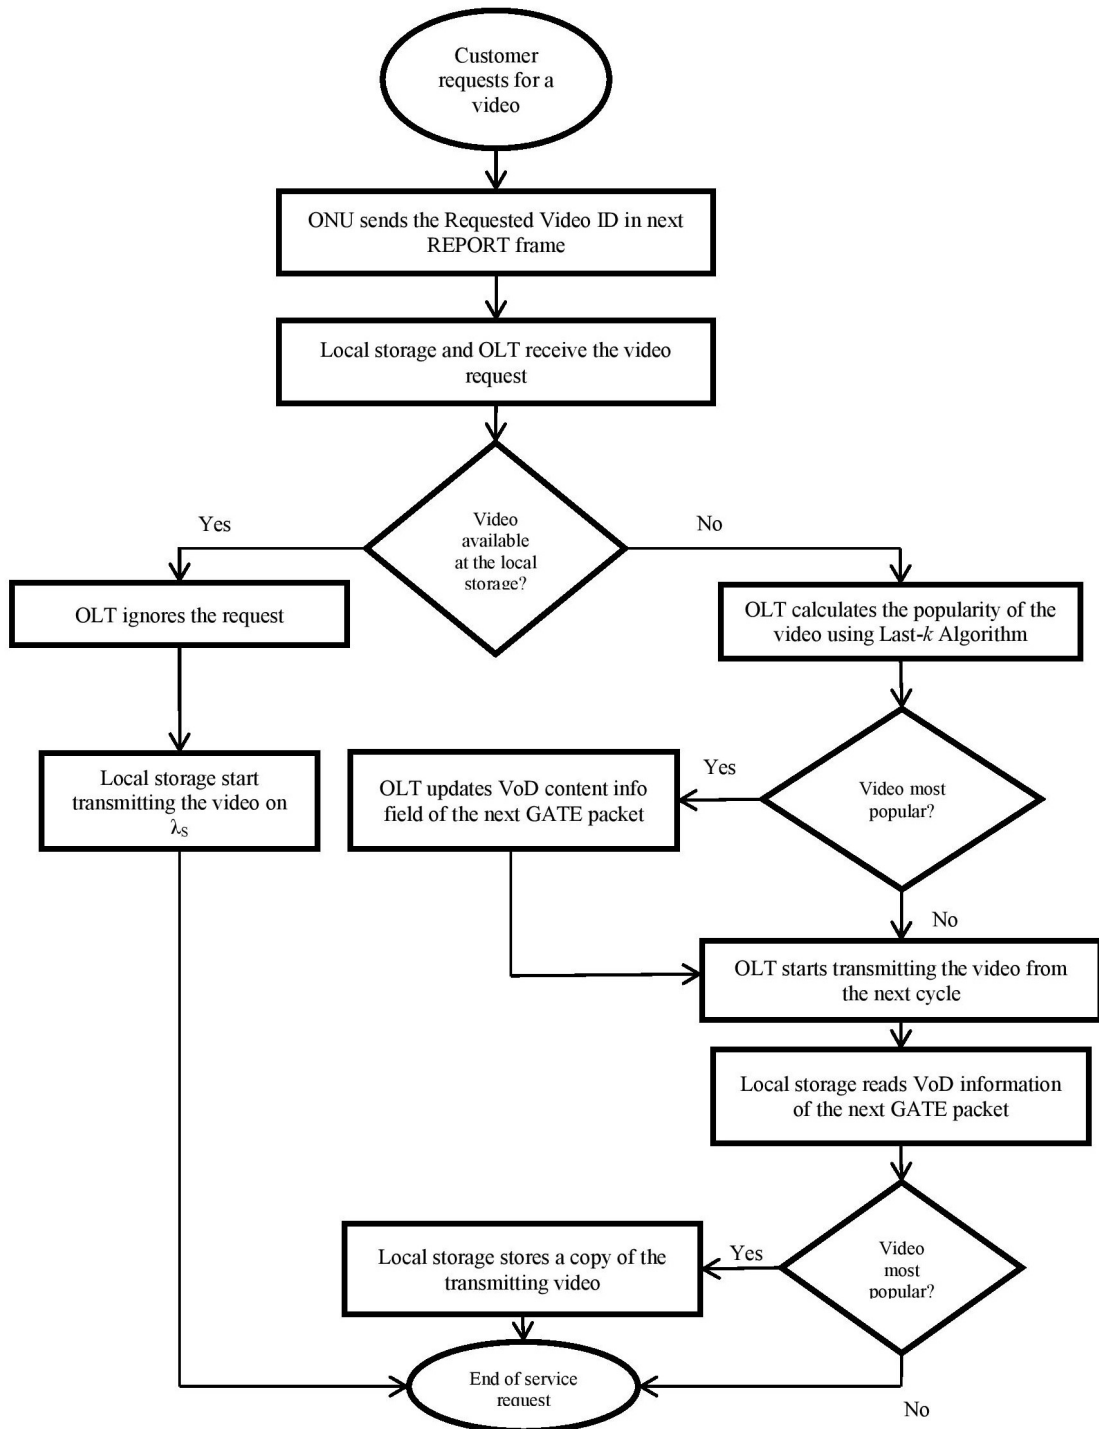 Customer
requests for a
video
ONU sends the Requested Video ID in next
REPORT frame
Local storage and OLT receive the video
request
Video
available
at the local
storage?
Yes
No
OLT ignores the request
OLT calculates the popularity of the
video using Last-k Algorithm
Local storage start
transmitting the video on
λS
OLT updates VoD content info
field of the next GATE packet
Yes
Video most
popular?
No
OLT starts transmitting the video from
the next cycle
Local storage reads VoD information
of the next GATE packet
Local storage stores a copy of the
transmitting video
Yes
Video
most
popular?
End of service
request
No